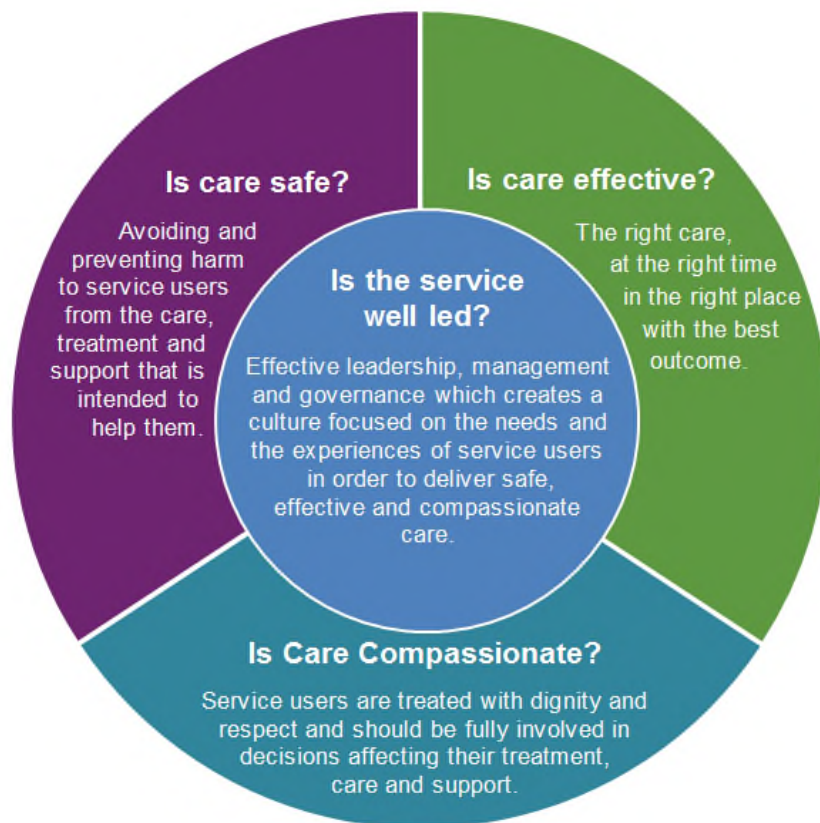 Is care safe?
Avoiding and
preventing harm
to service users
from the care,
treatment and
support that is
intended to
help them.
Is care effective?
The right care,
at the right time
in the right place
with the best
outcome.
Is the service
well led?
Effective leadership, management
and governance which creates a
culture focused on the needs and
the experiences of service users
in order to deliver safe,
effective and compassionate
care.
Is Care Compassionate?
Service users are treated with dignity and
respect and should be fully involved in
decisions affecting their treatment,
care and support.